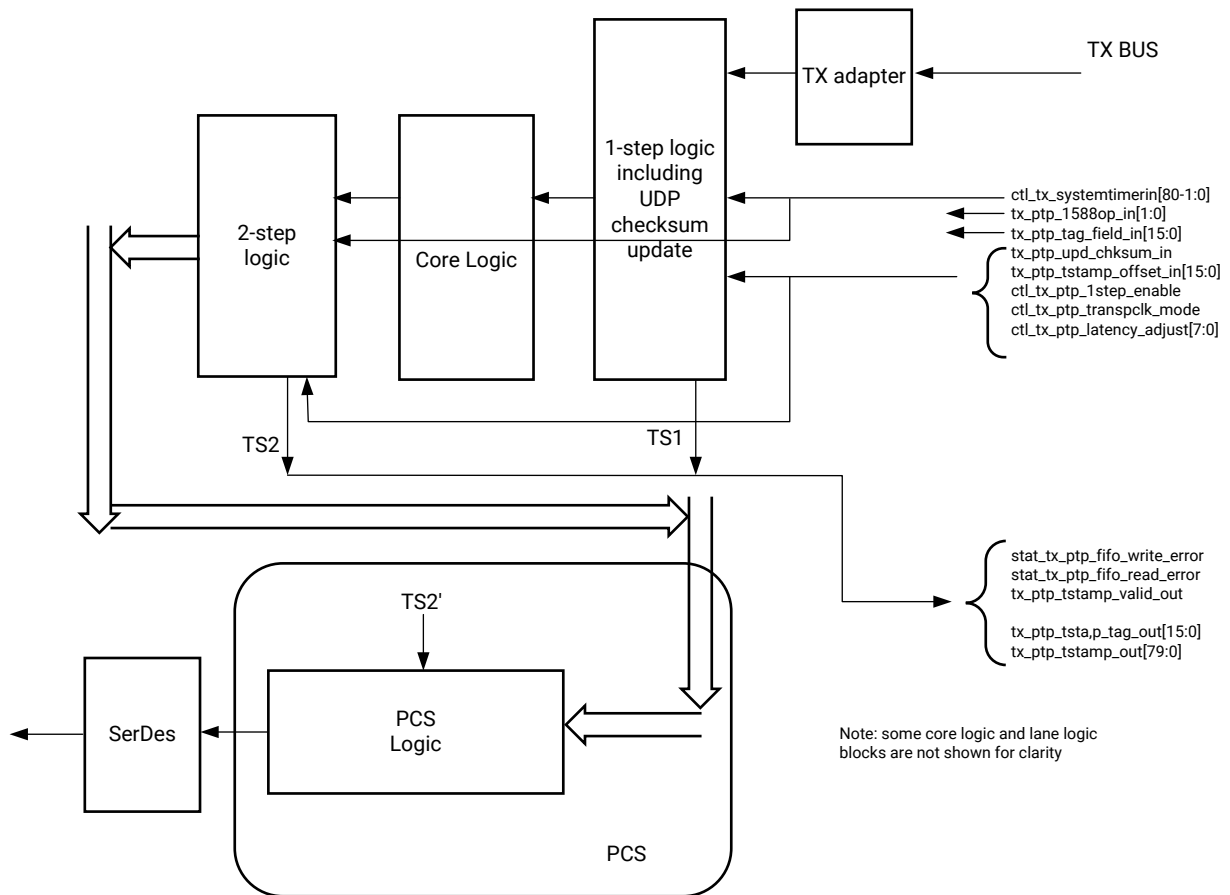 TX BUS
TX adapter
1-step logic
including
UDP
checksum
update
Core Logic
2-step
logic
ctl_tx_systemtimerin[80-1:0]
tx_ptp_1588op_in[1:0]
tx_ptp_tag_field_in[15:0]
tx_ptp_upd_chksum_in
tx_ptp_tstamp_offset_in[15:0]
ctl_tx_ptp_1step_enable
ctl_tx_ptp_transpclk_mode
ctl_tx_ptp_latency_adjust[7:0]
TS2
TS1
stat_tx_ptp_fifo_write_error
stat_tx_ptp_fifo_read_error
tx_ptp_tstamp_valid_out
tx_ptp_tsta,p_tag_out[15:0]
tx_ptp_tstamp_out[79:0]
TS2'
SerDes
PCS
Logic
PCS
Note: some core logic and lane logic
blocks are not shown for clarity